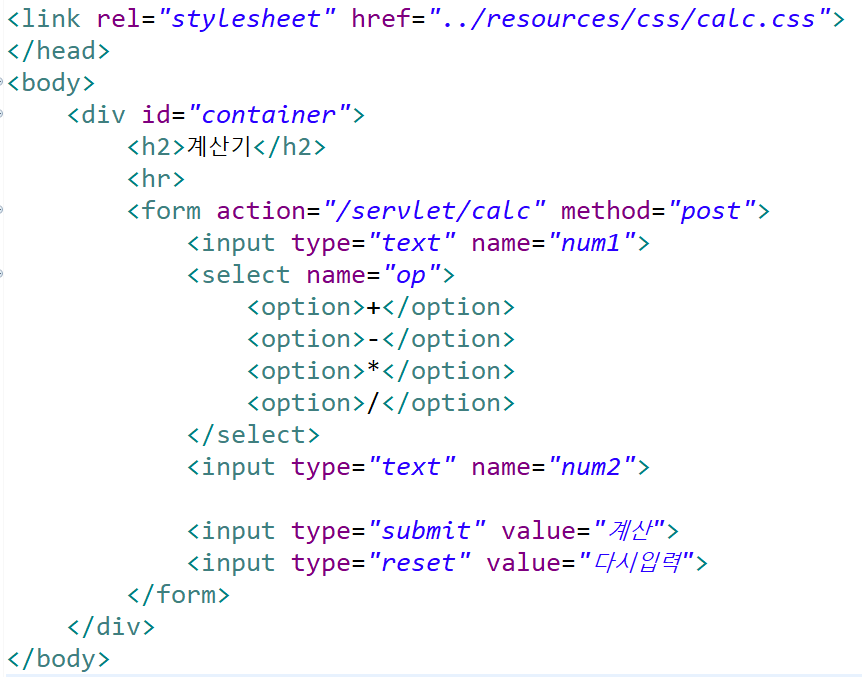 <link rel="stylesheet" href="../resources/css/calc.css">
</head>
<body>
    <div id="container">
        <h2>계산기</h2>
        <hr>
        <form action="/servlet/calc" method="post">
            <input type="text" name="num1">
            <select name="op">
                <option>+</option>
                <option>-</option>
                <option>*</option>
                <option>/</option>
            </select>
            <input type="text" name="num2">

            <input type="submit" value="계산">
            <input type="reset" value="다시입력">
        </form>
    </div>
</body>